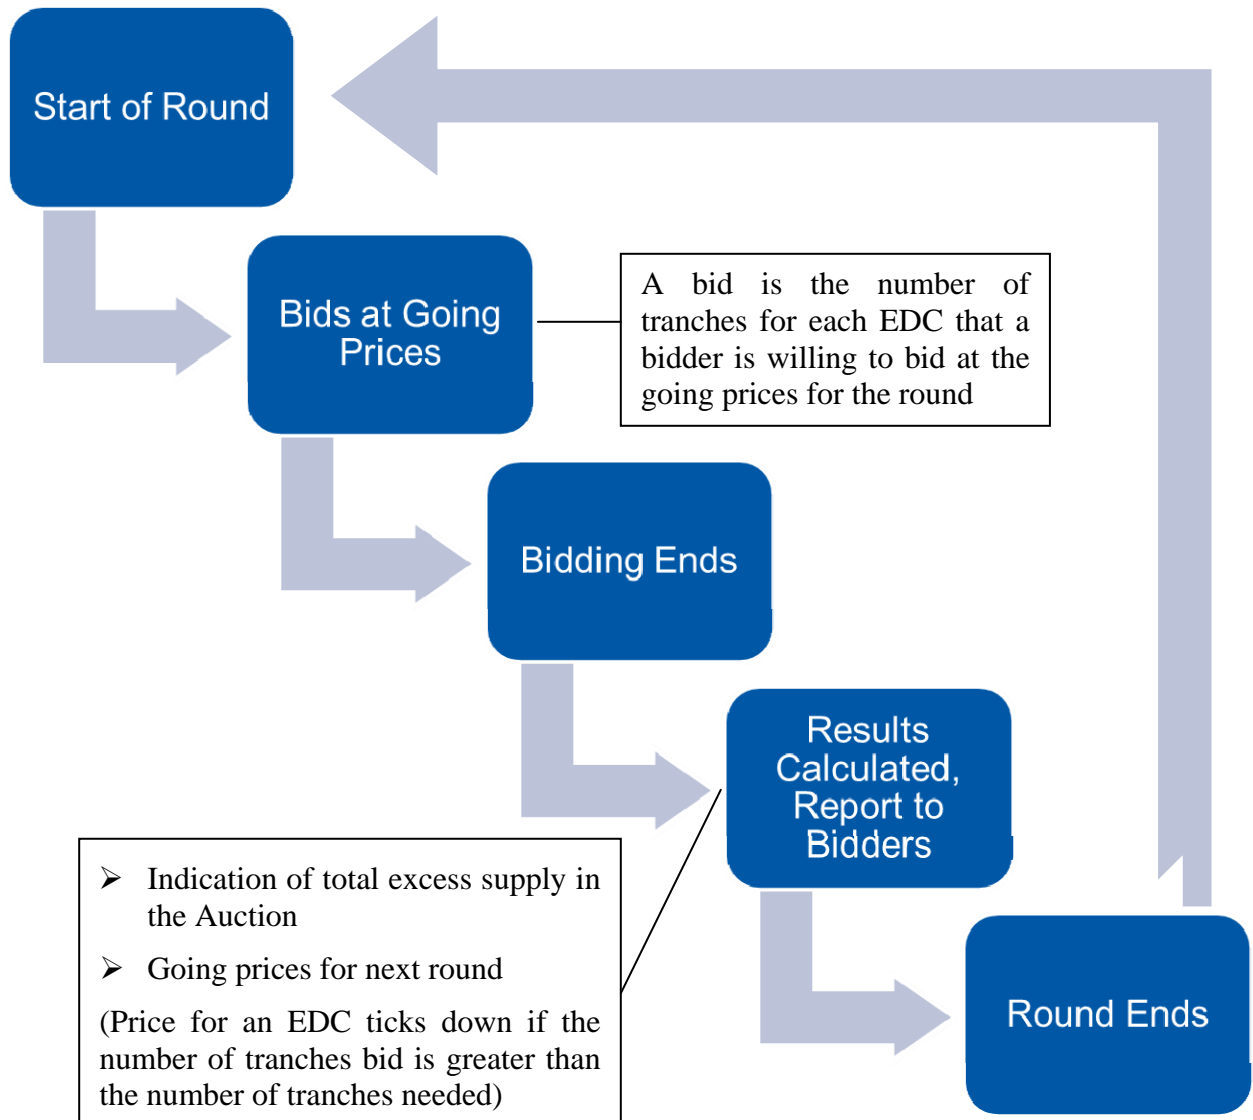 Start of Round
Bids at Going
Prices
A bid is the number of
tranches for each EDC that a
bidder is willing to bid at the
going prices for the round
Bidding Ends
Results
Calculated,
Report to
Bidders
➢ Indication of total excess supply in
the Auction
➢ Going prices for next round
(Price for an EDC ticks down if the
number of tranches bid is greater than
the number of tranches needed)
Round Ends